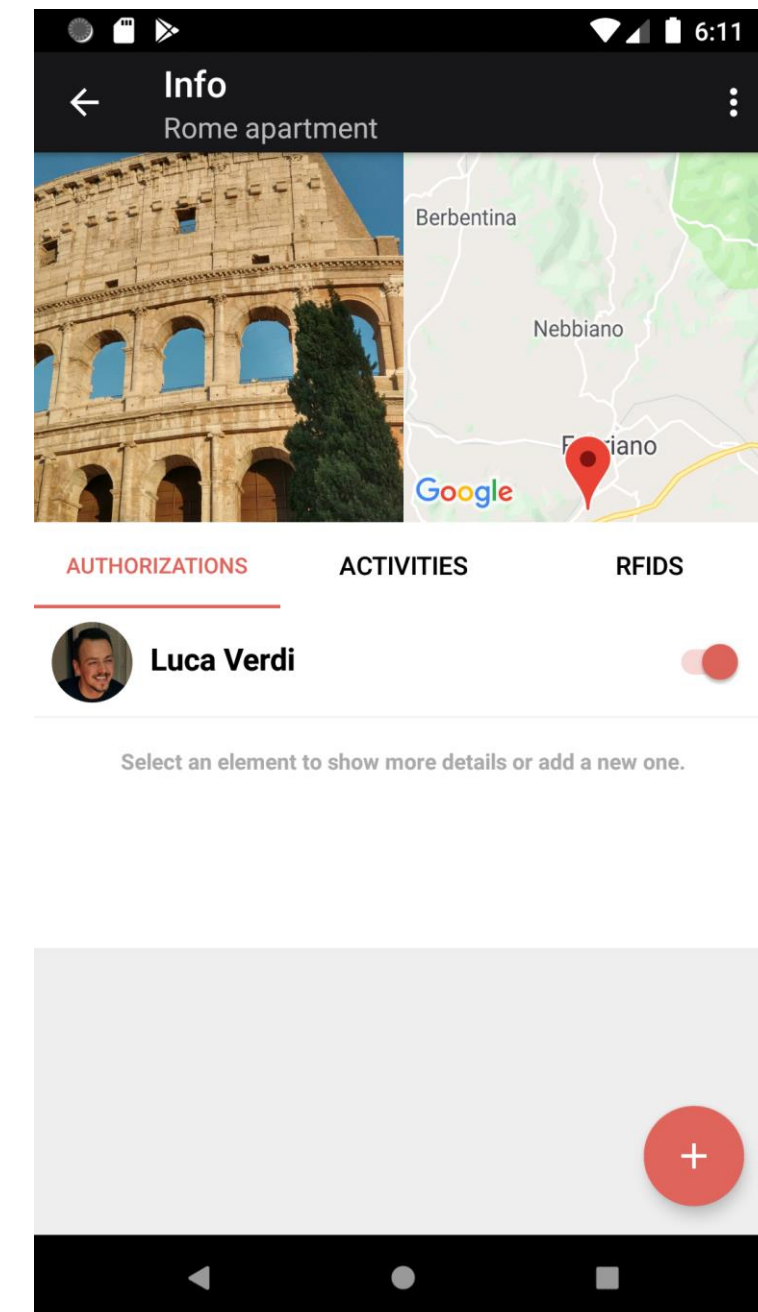 6:11
Info
Rome apartment
Berbentina
Nebbiano
Google
AUTHORIZATIONS ACTIVITIES RFIDS
Luca Verdi
Select an element to show more details or add a new one.